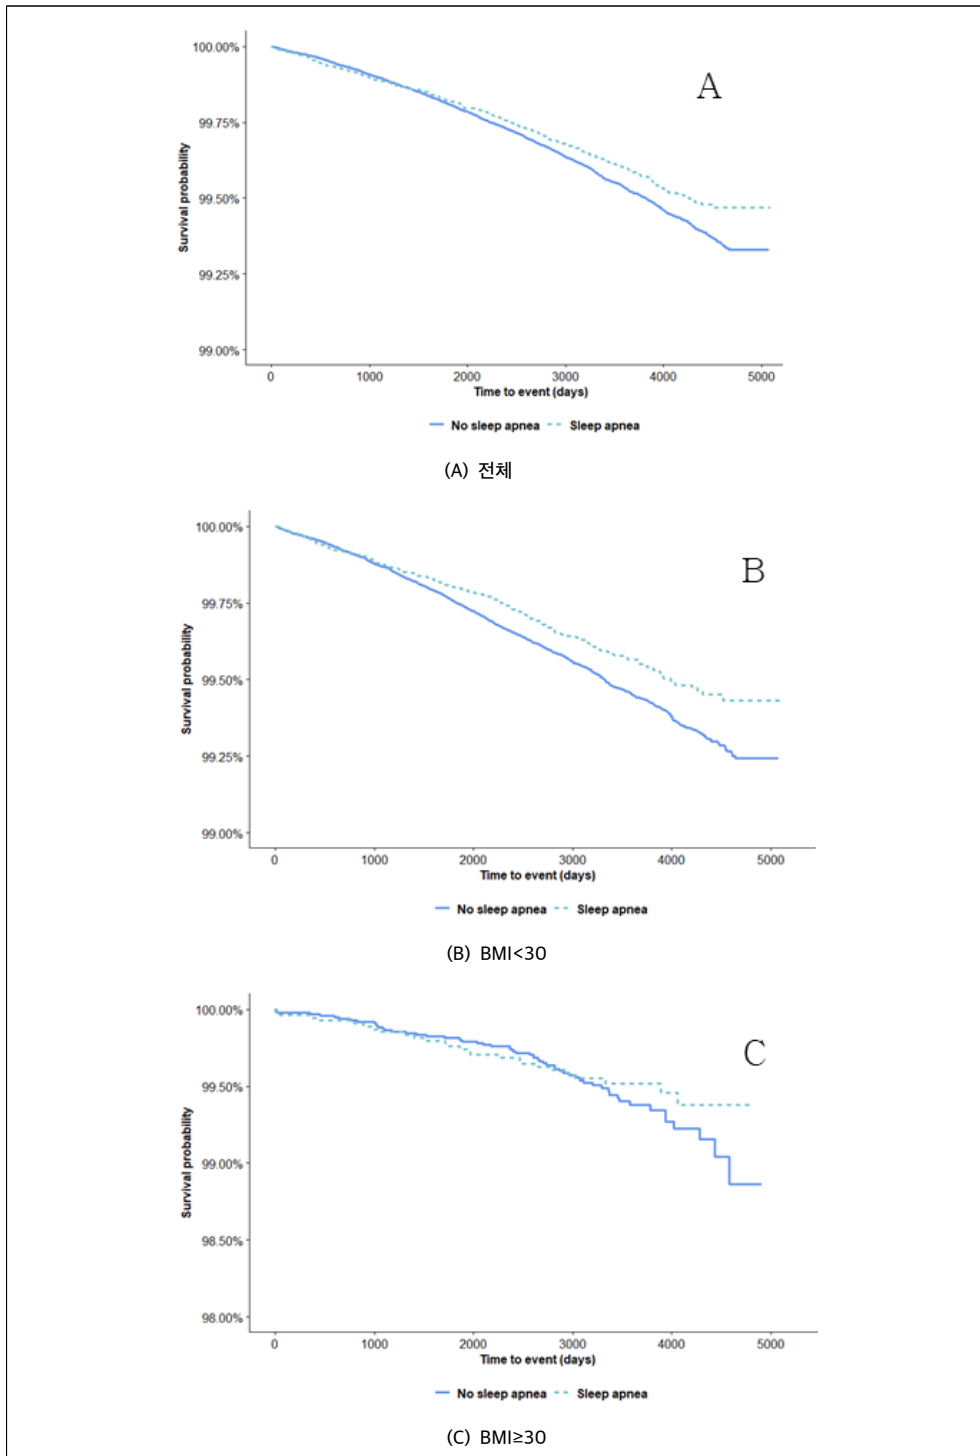 A
100.00%
99.75%
99.50%
99.25%
99.00%
Survival probability
0 1000 2000 3000 4000 5000
Time to event (days)
No sleep apnea Sleep apnea
(A) 전체
B
100.00%
99.75%
99.50%
99.25%
99.00%
Survival probability
0 1000 2000 3000 4000 5000
Time to event (days)
No sleep apnea Sleep apnea
(B) BMI<30
C
100.00%
99.50%
99.00%
98.50%
98.00%
Survival probability
0 1000 2000 3000 4000 5000
Time to event (days)
No sleep apnea Sleep apnea
(C) BMI≥30